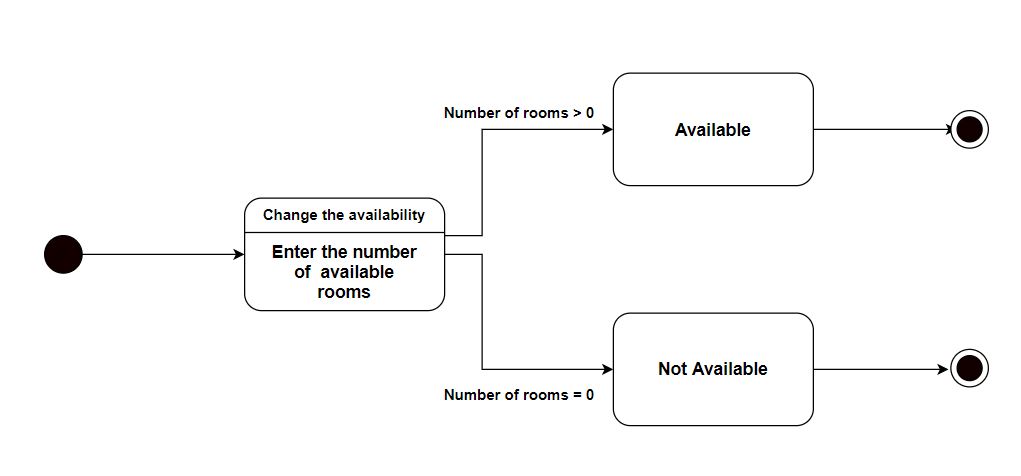 Number of rooms > 0
Available
Change the availability
Enter the number
of available
rooms
Not Available
Number of rooms = 0